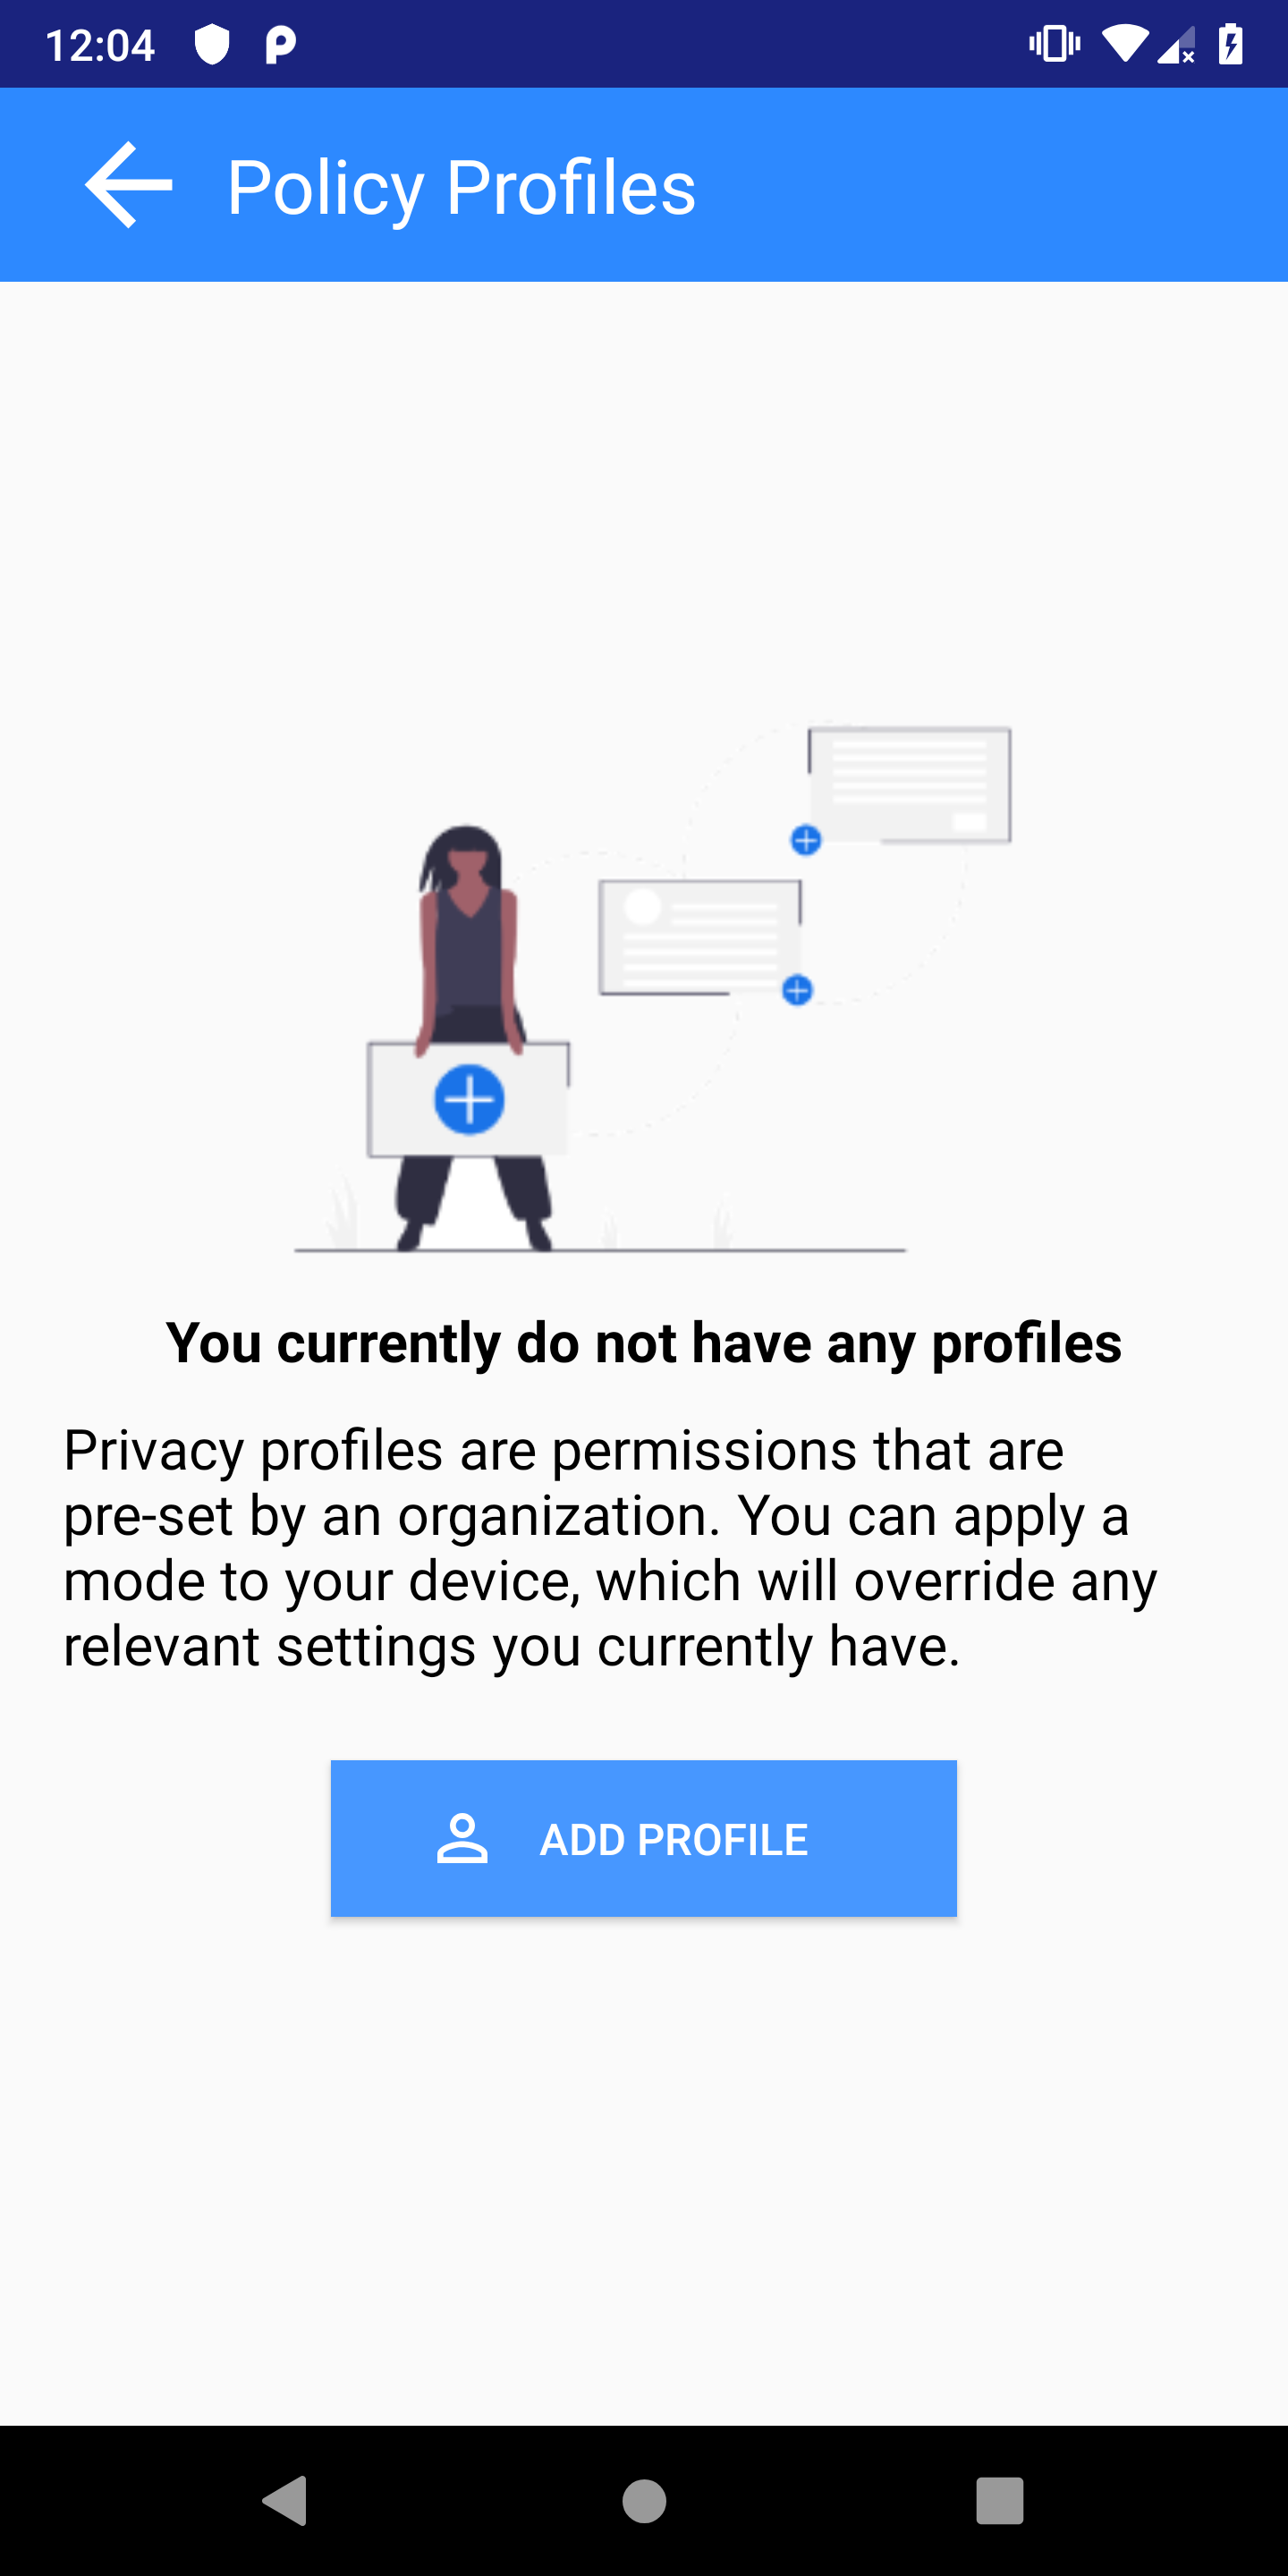 12:04
Policy Profiles
You currently do not have any profiles
Privacy profiles are permissions that are
pre-set by an organization. You can apply a
mode to your device, which will override any
relevant settings you currently have.
ADD PROFILE